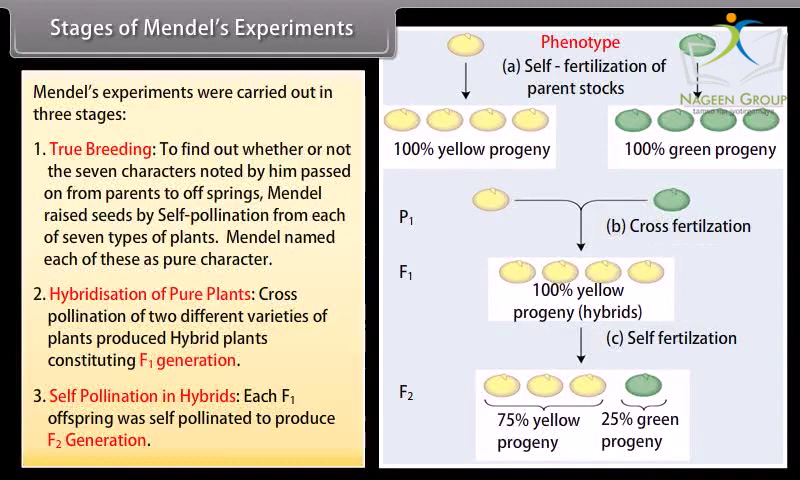 Stages of Mendel's Experiments
Mendel's experiments were carried out in
three stages:
1. True Breeding: To find out whether or not
the seven characters noted by him passed
on from parents to off springs, Mendel
raised seeds by Self-pollination from each
of seven types of plants. Mendel named
each of these as pure character.
2. Hybridisation of Pure Plants: Cross
pollination of two different varieties of
plants produced Hybrid plants
constituting F₁ generation.
3. Self Pollination in Hybrids: Each F₁
offspring was self pollinated to produce
F₂ Generation.
Phenotype
(a) Self - fertilization of
parent stocks
NAGEEN GROUP
100% yellow progeny
100% green progeny
P₁
(b) Cross fertilzation
F₁
100% yellow
progeny (hybrids)
(c) Self fertilzation
F₂
75% yellow
progeny
25% green
progeny